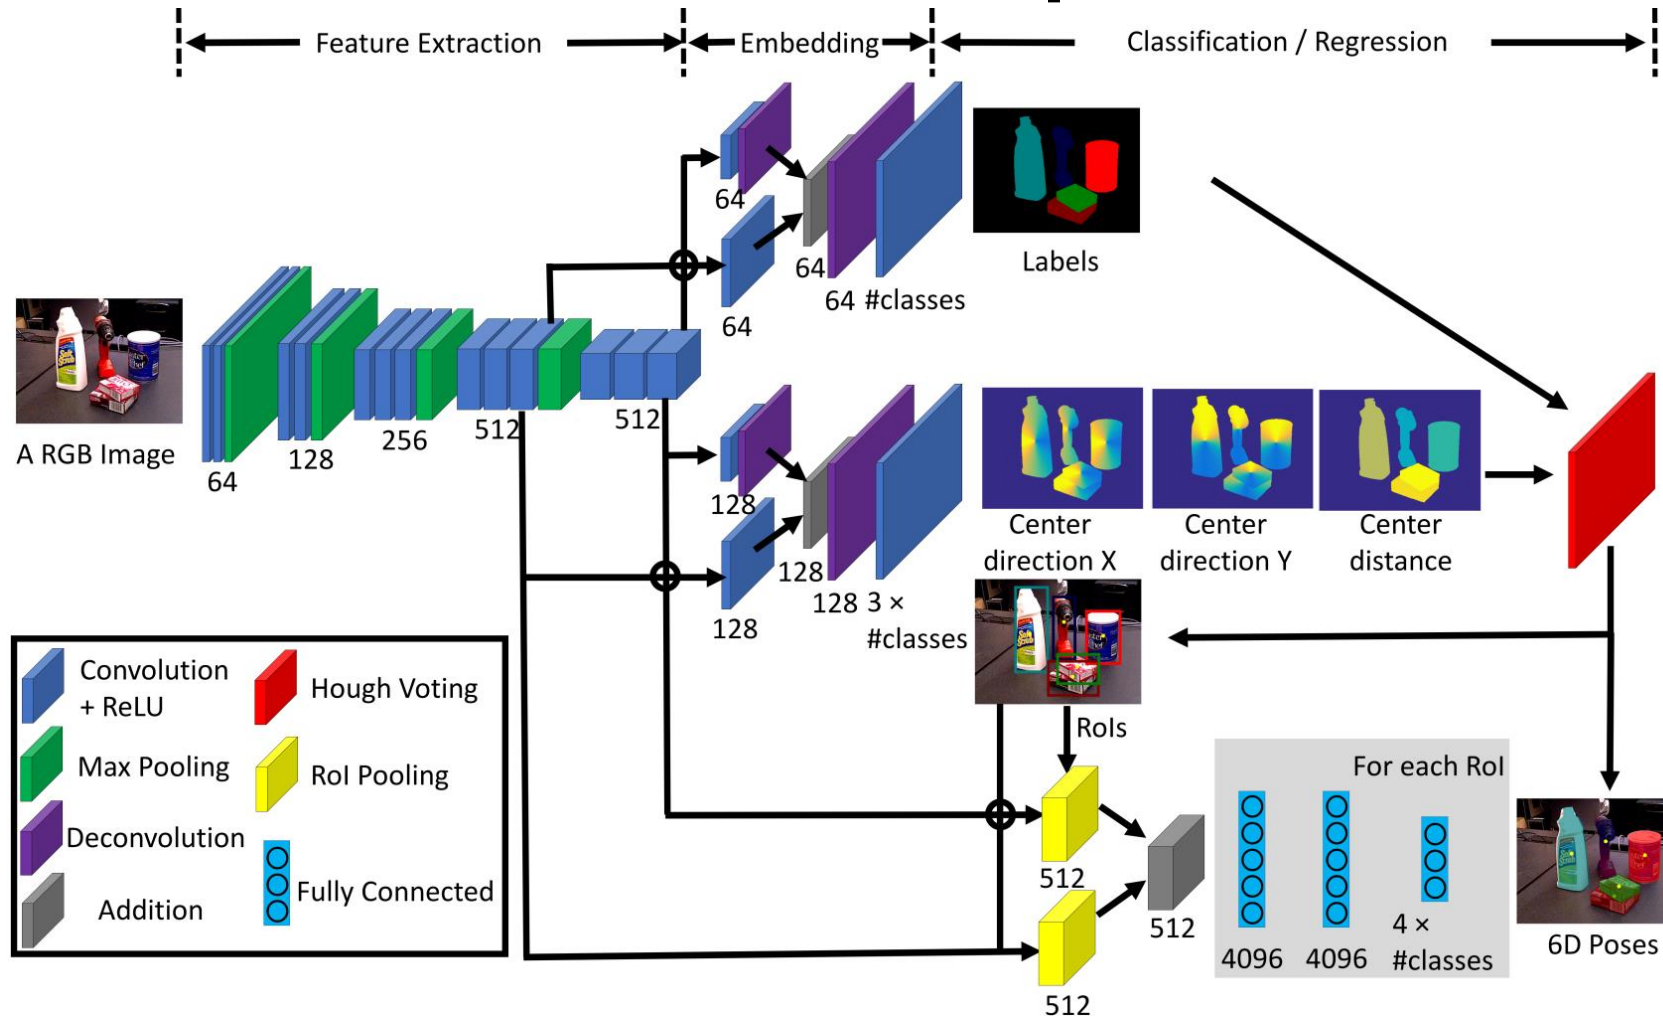 Feature Extraction
Embedding
Classification / Regression
64
64
64
64 #classes
64
Labels
A RGB Image
64
128
256
512
512
128
128
128
128 3 ×
#classes
Center
direction X
Center
direction Y
Center
distance
RoIs
Convolution
+ ReLU
Max Pooling
Deconvolution
Addition
Hough Voting
RoI Pooling
Fully Connected
512
512
512
For each RoI
4096
4096
4 ×
#classes
6D Poses